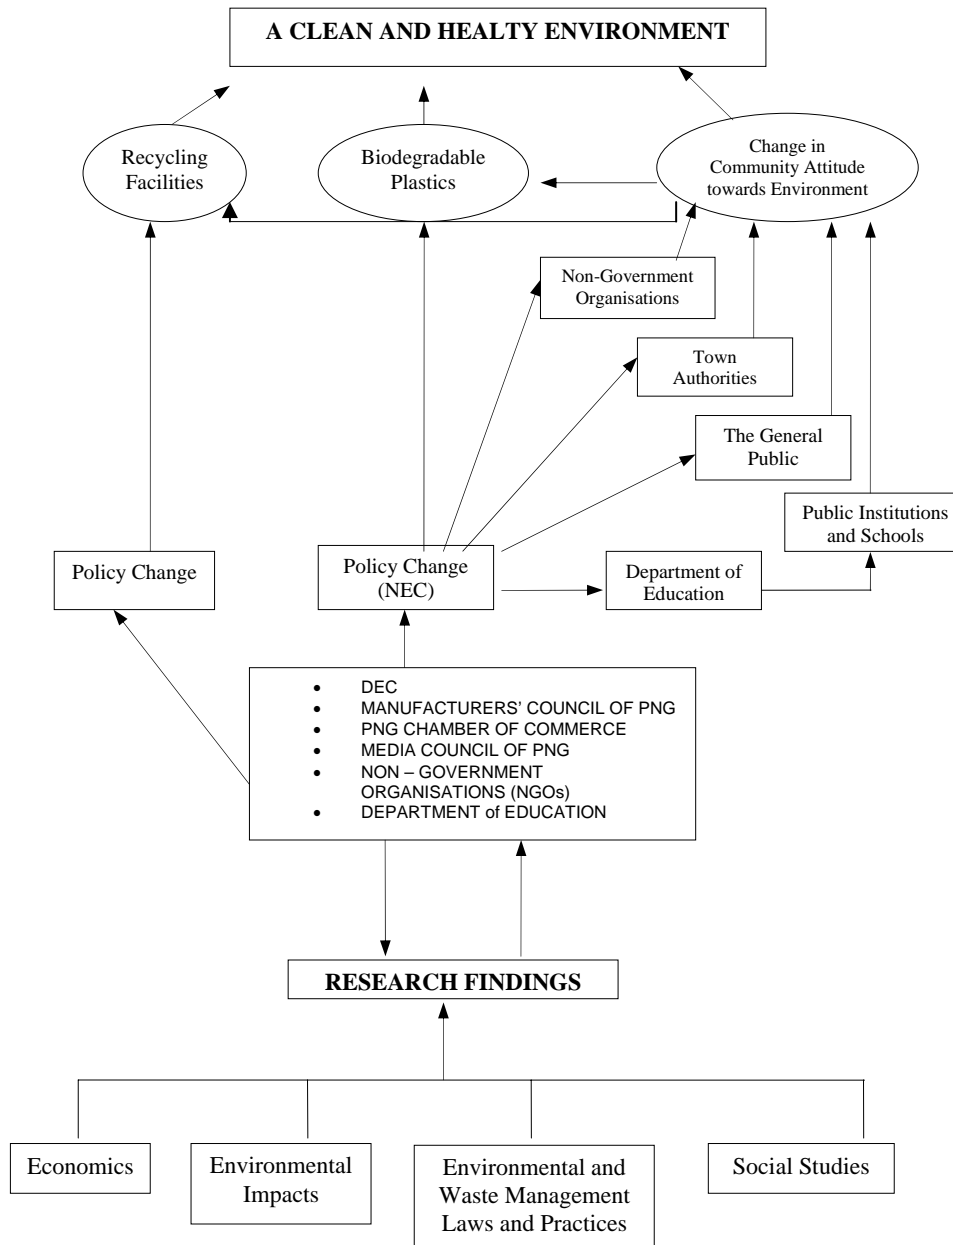 A CLEAN AND HEALTY ENVIRONMENT
Recycling
Facilities
Biodegradable
Plastics
Change in
Community Attitude
towards Environment
Non-Government
Organisations
Town
Authorities
The General
Public
Public Institutions
and Schools
Policy Change
Policy Change
(NEC)
Department of
Education
• DEC
• MANUFACTURERS’ COUNCIL OF PNG
• PNG CHAMBER OF COMMERCE
• MEDIA COUNCIL OF PNG
• NON – GOVERNMENT
ORGANISATIONS (NGOs)
• DEPARTMENT of EDUCATION
RESEARCH FINDINGS
Economics
Environmental
Impacts
Environmental and
Waste Management
Laws and Practices
Social Studies